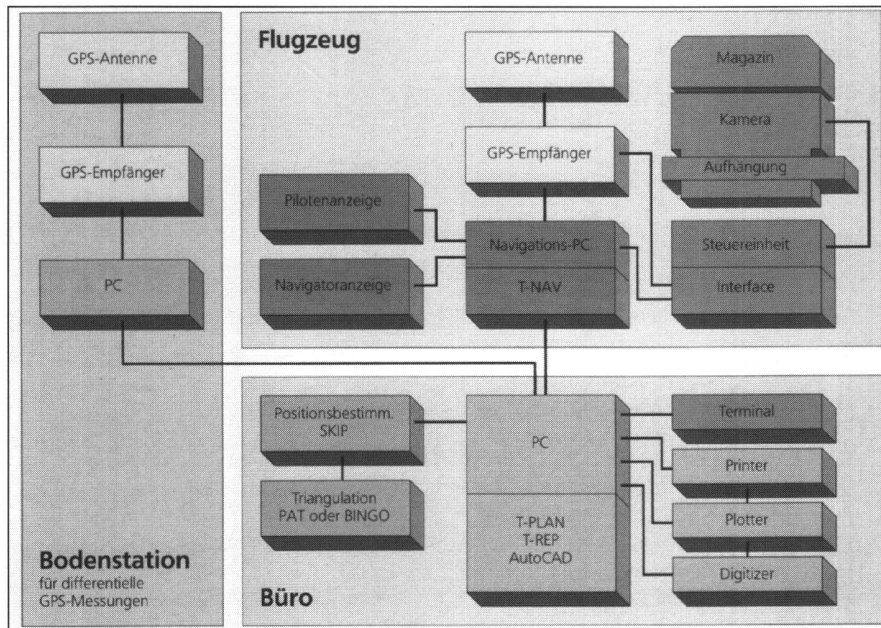 GPS-Antenne
GPS-Empfänger
PC
Bodenstation
für differentielle
GPS-Messungen
Flugzeug
GPS-Antenne
GPS-Empfänger
Pilotenanzeige
Navigatoranzeige
Navigations-PC
T-NAV
Magazin
Kamera
Aufhängung
Steuereinheit
Interface
Büro
Positionsbestimm.
SKIP
Triangulation
PAT oder BINGO
PC
T-PLAN
T-REP
AutoCAD
Terminal
Printer
Plotter
Digitizer